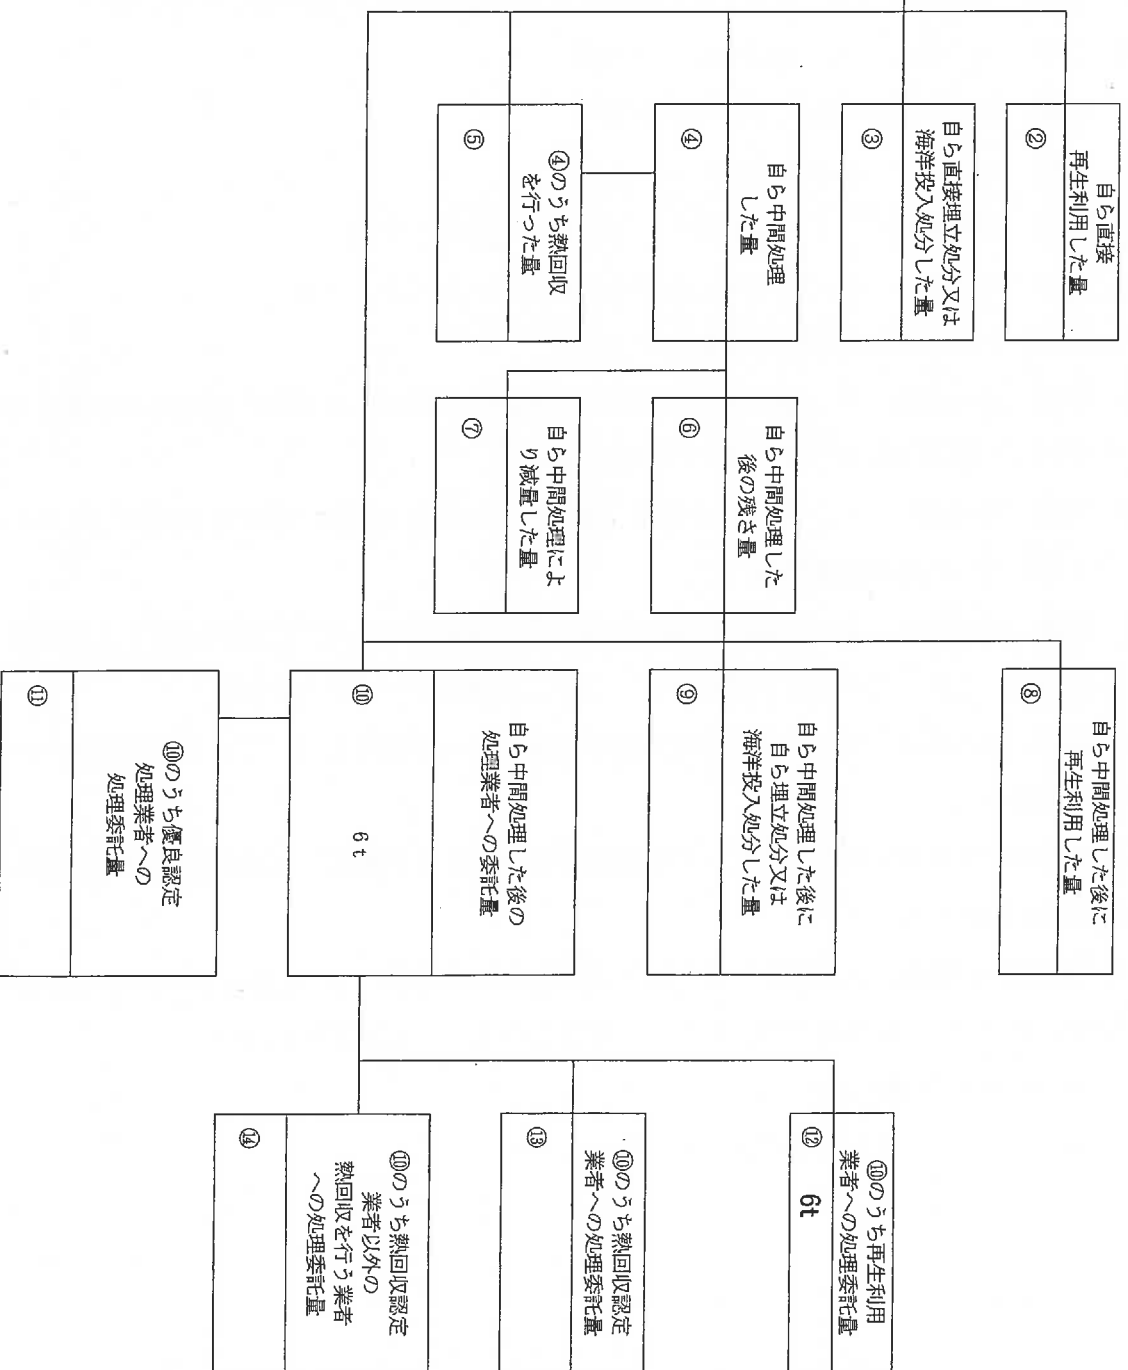 自ら直接
再生利用した量
②
自ら直接埋立処分又は
海洋投入処分した量
③
自ら中間処理
した量
④
④のうち熱回収
を行った量
⑤
自ら中間処理した
後の残さ量
⑥
自ら中間処理によ
り減量した量
⑦
自ら中間処理した後に
再生利用した量
⑧
自ら中間処理した後に
自ら埋立処分又は
海洋投入処分した量
⑨
自ら中間処理した後の
処理業者への委託量
⑩
6t
⑩のうち優良認定
処理業者への
処理委託量
⑪
⑩のうち再生利用
業者への処理委託量
⑫
6t
⑩のうち熱回収認定
業者への処理委託量
⑬
⑩のうち熱回収認定
業者以外の
熱回収を行う業者
への処理委託量
⑭